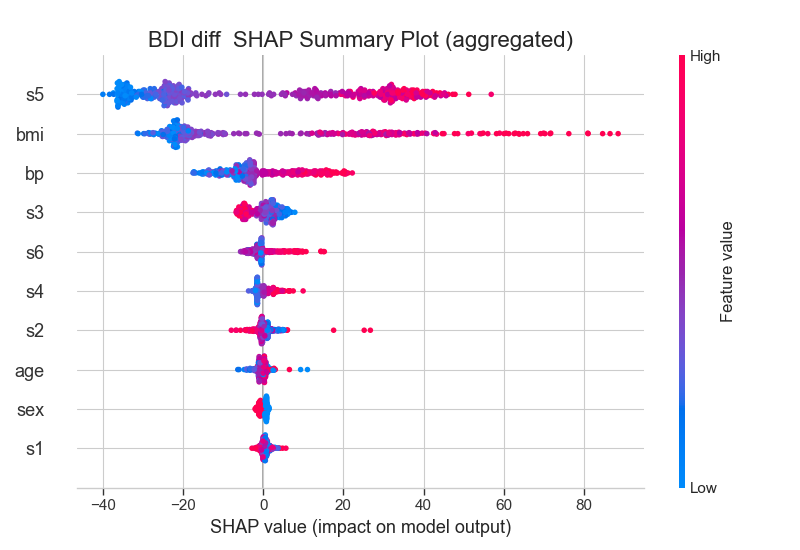 BDI diff  SHAP Summary Plot (aggregated)
High
s5
bmi
bp
s3
s6
s4
s2
age
sex
s1
Feature value
Low
−40 −20 0 20 40 60 80
SHAP value (impact on model output)